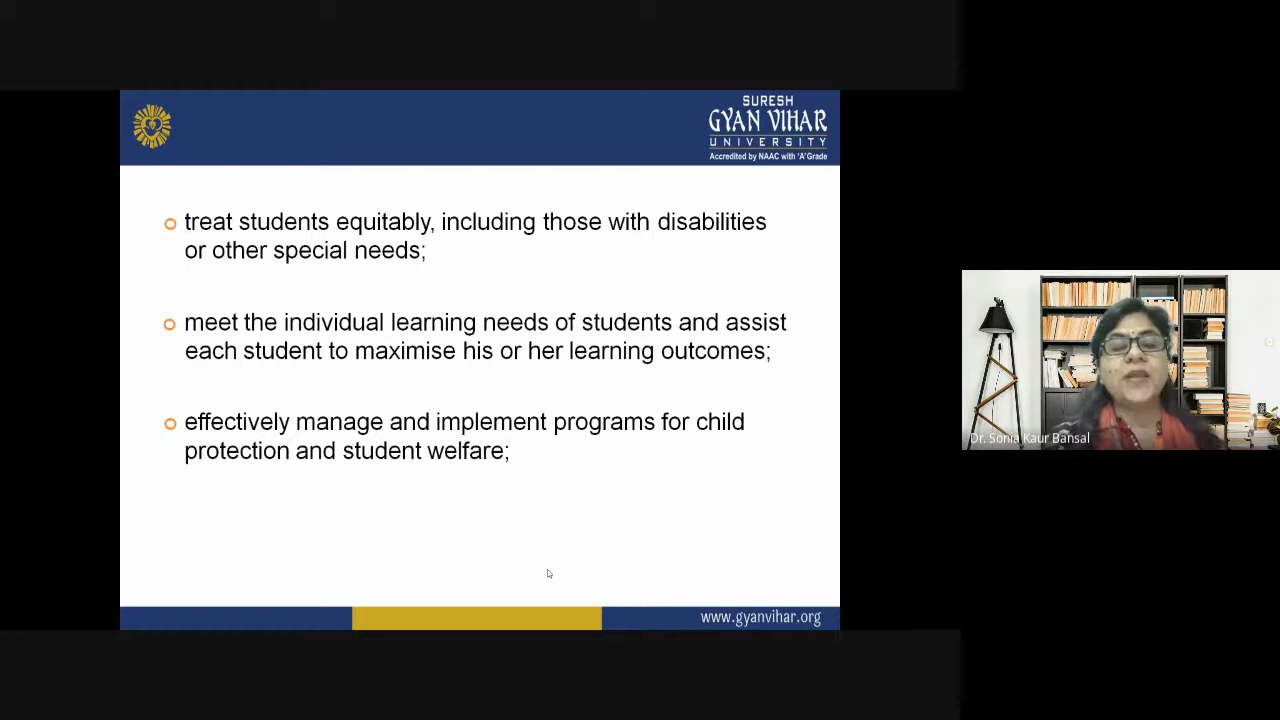 SURESH
GYAN VIHAR
UNIVERSITY
Accredited by NAAC with 'A' Grade
treat students equitably, including those with disabilities
or other special needs;
meet the individual learning needs of students and assist
each student to maximise his or her learning outcomes;
effectively manage and implement programs for child
protection and student welfare;
Dr. Sonia Kaur Bansal
www.gyanvihar.org